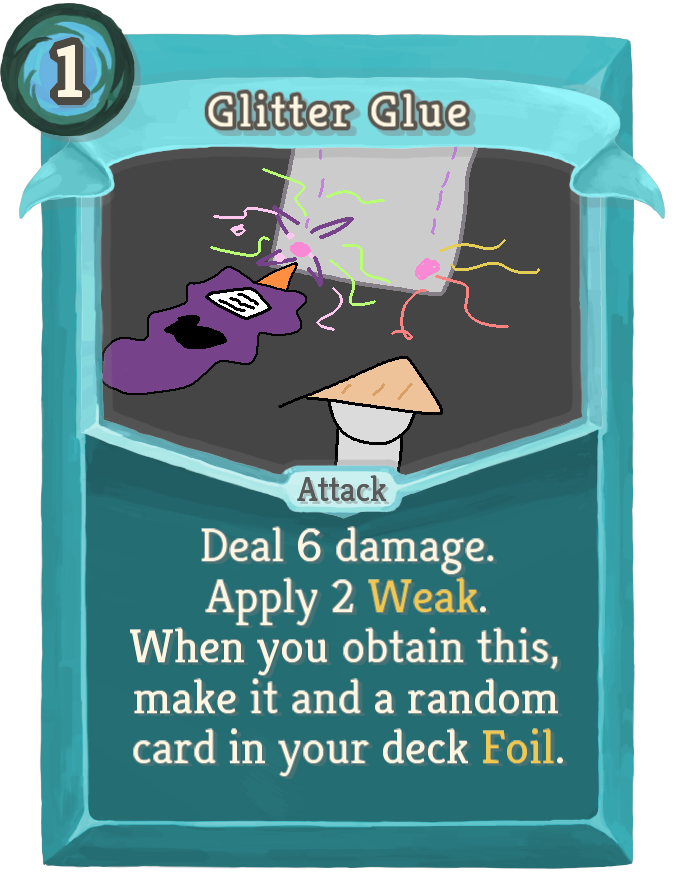 1
Glitter Glue
Attack
Deal 6 damage.
Apply 2 Weak.
When you obtain this,
make it and a random
card in your deck Foil.